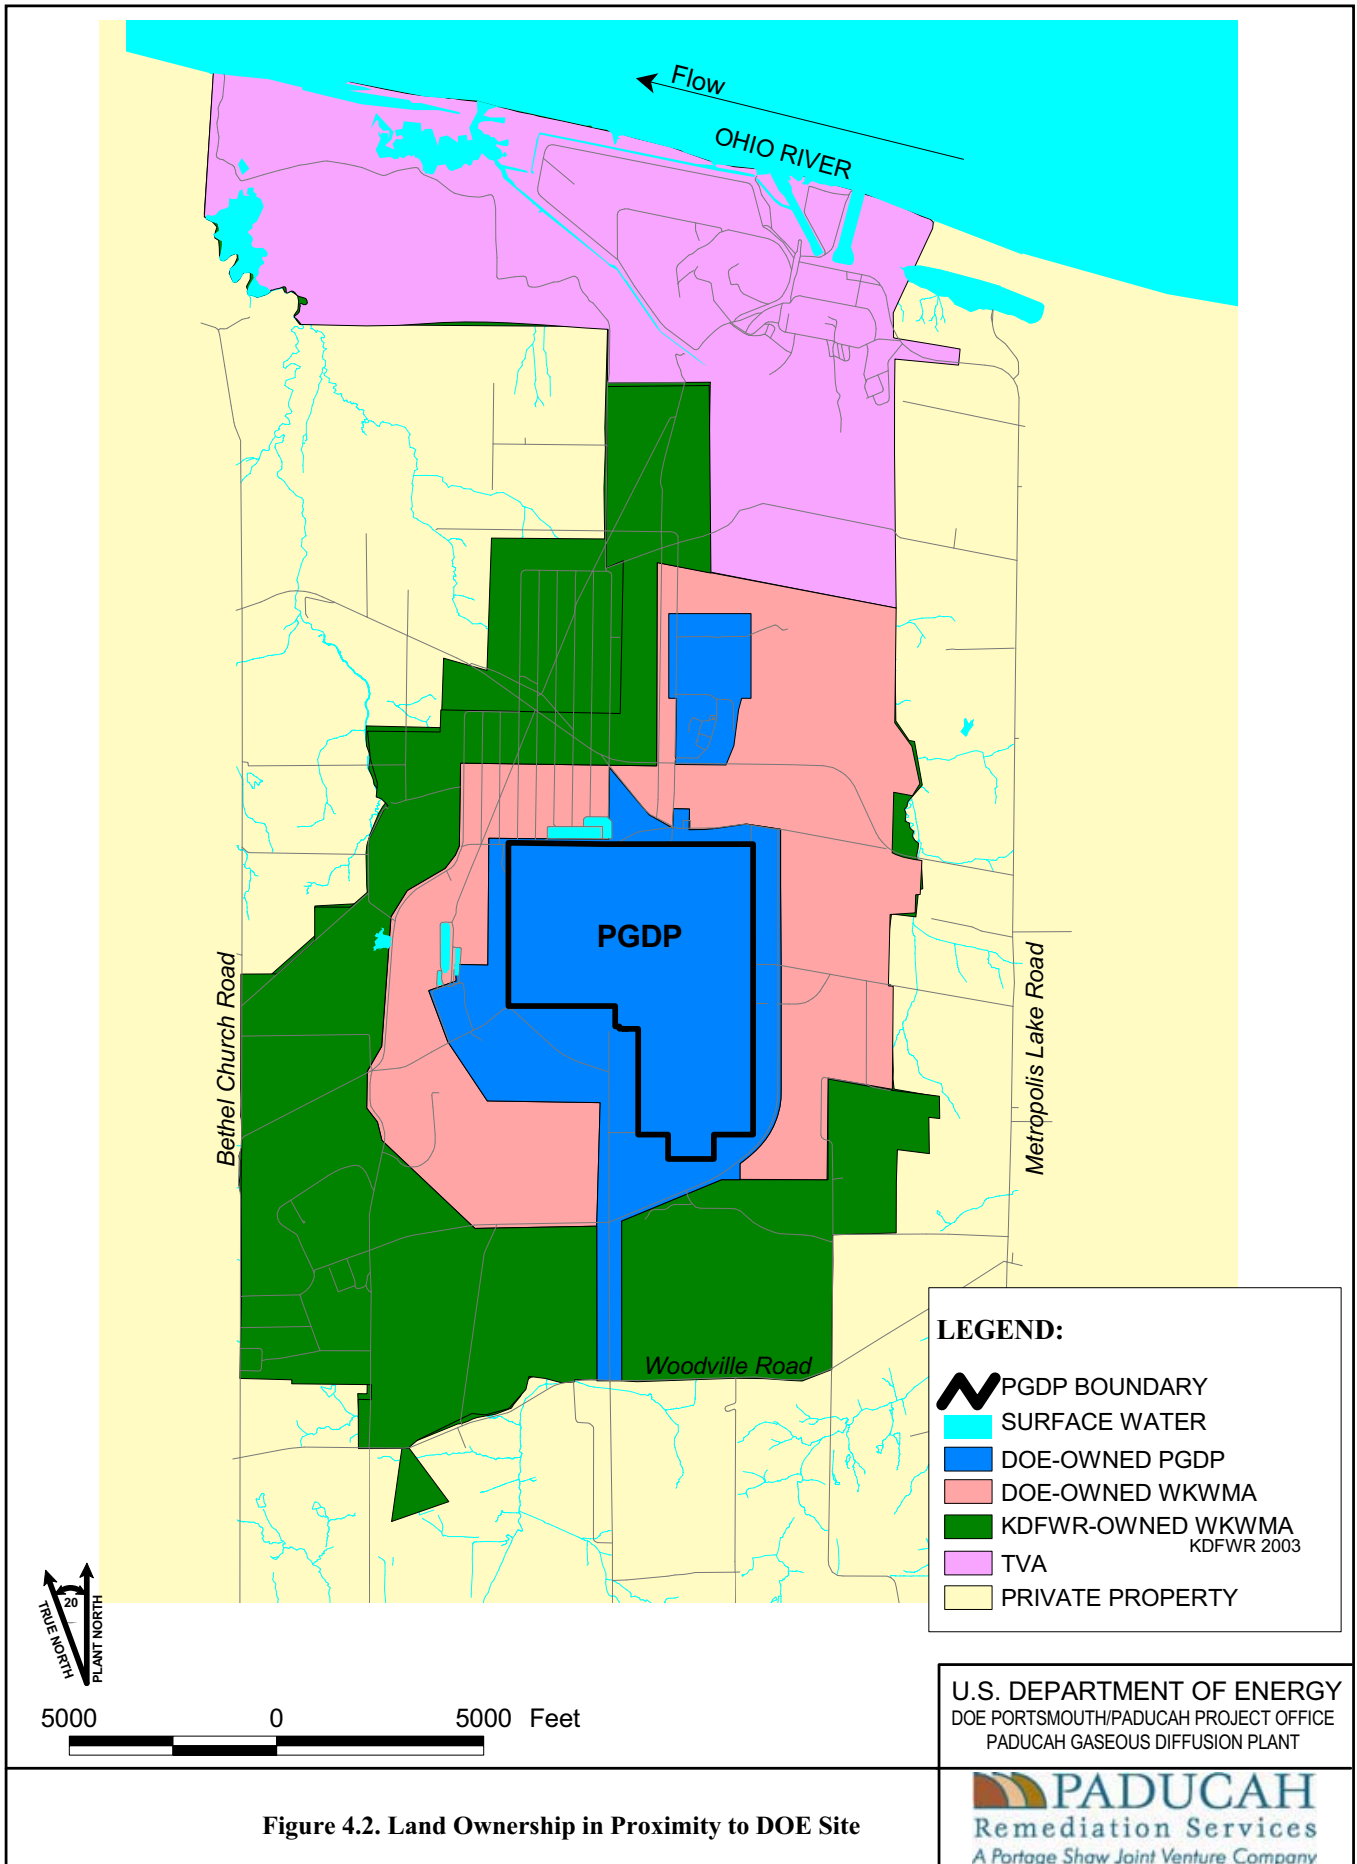 Flow
OHIO RIVER
PGDP
Bethel Church Road
Metropolis Lake Road
Woodville Road
LEGEND:
PGDP BOUNDARY
SURFACE WATER
DOE-OWNED PGDP
DOE-OWNED WKWMA
KDFWR-OWNED WKWMA
KDFWR 2003
TVA
PRIVATE PROPERTY
20
TRUE NORTH
PLANT NORTH
5000 0 5000 Feet
U.S. DEPARTMENT OF ENERGY
DOE PORTSMOUTH/PADUCAH PROJECT OFFICE
PADUCAH GASEOUS DIFFUSION PLANT
Figure 4.2. Land Ownership in Proximity to DOE Site
PADUCAH
Remediation Services
A Portage Shaw Joint Venture Company